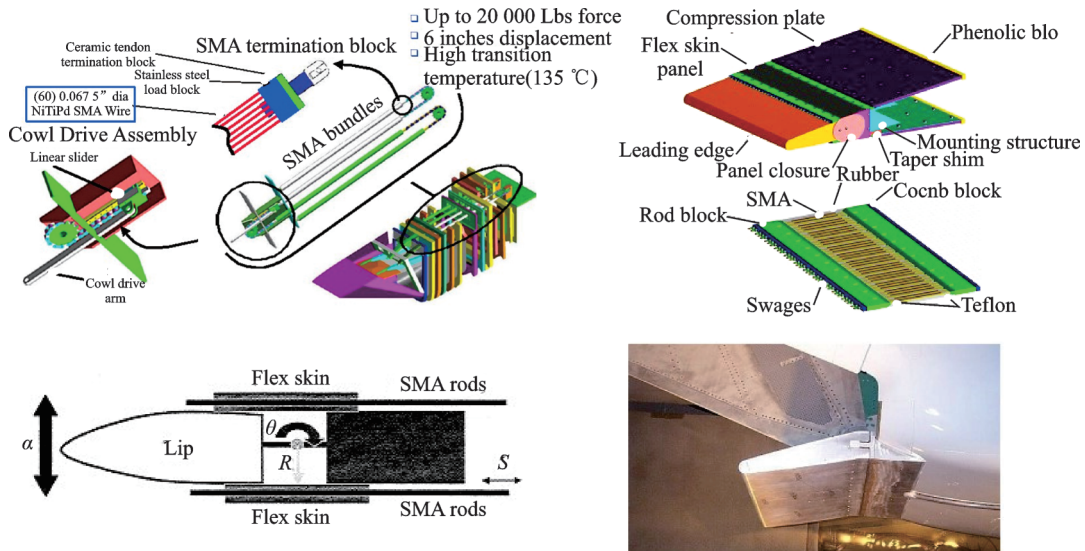 Up to 20 000 Lbs force
6 inches displacement
High transition
temperature(135 ℃)
SMA termination block
Ceramic tendon
termination block
Stainless steel
load block
(60) 0.067 5” dia
NiTiPd SMA Wire
Cowl Drive Assembly
Linear slider
SMA bundles
Cowl drive
arm
Compression plate
Phenolic blo
Flex skin
panel
Leading edge
Mounting structure
Panel closure
Taper shim
Rubber
SMA
Cocnb block
Rod block
Swages
Teflon
Flex skin
SMA rods
α
θ
Lip
R
S
Flex skin
SMA rods